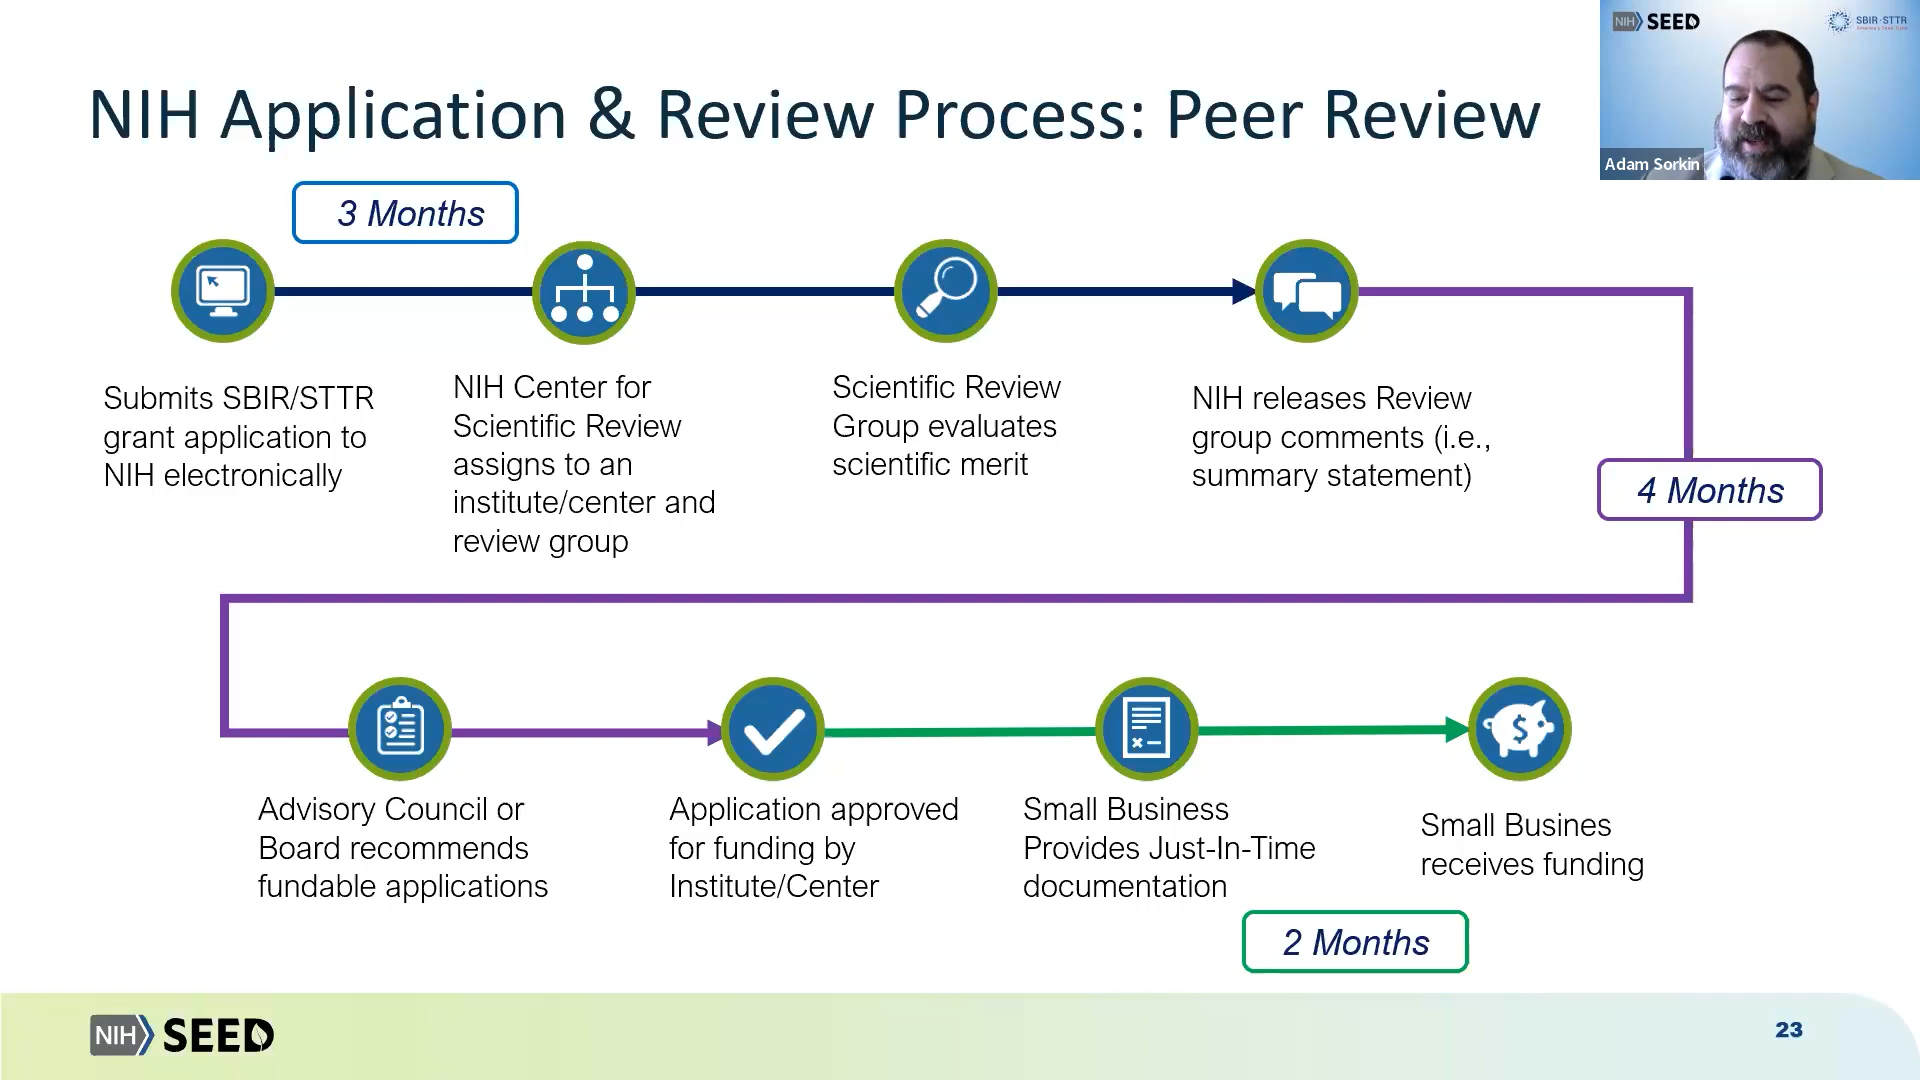 NIH SEED
SBIR·STTR
NIH Application & Review Process: Peer Review
Adam Sorkin
3 Months
Submits SBIR/STTR
grant application to
NIH electronically
NIH Center for
Scientific Review
assigns to an
institute/center and
review group
Scientific Review
Group evaluates
scientific merit
NIH releases Review
group comments (i.e.,
summary statement)
4 Months
Advisory Council or
Board recommends
fundable applications
Application approved
for funding by
Institute/Center
Small Business
Provides Just-In-Time
documentation
Small Busines
receives funding
2 Months
NIH SEED
23